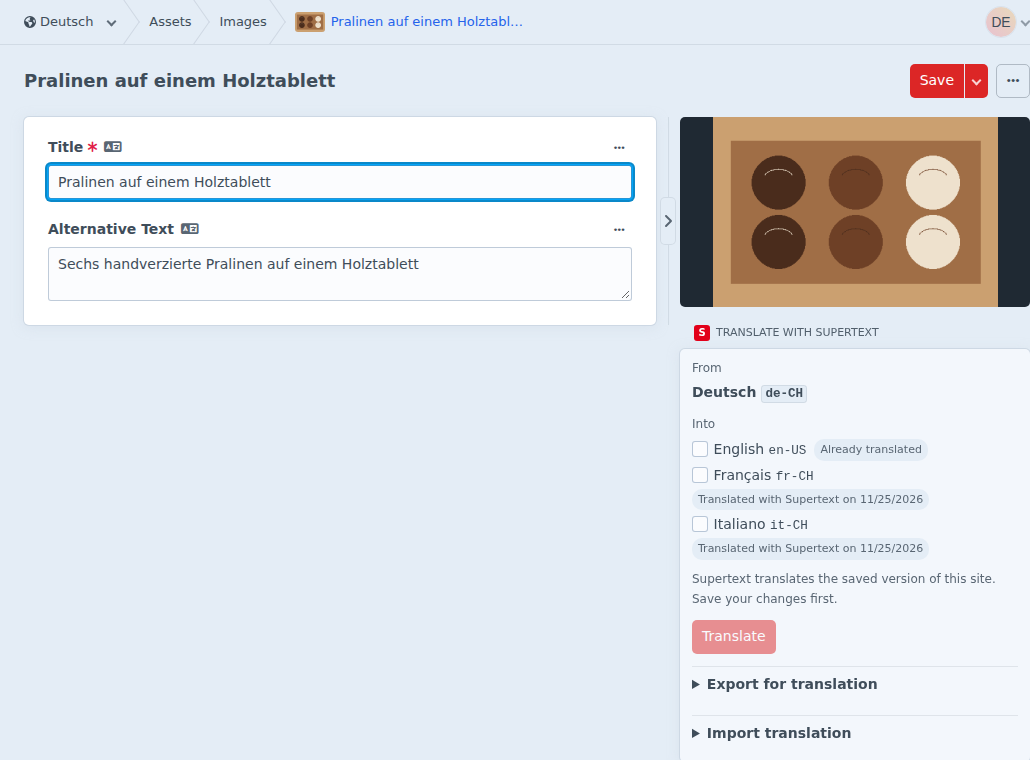 Deutsch
Assets
Images
Pralinen auf einem Holztabl…
DE
Pralinen auf einem Holztablett
Save
Title *
Pralinen auf einem Holztablett
Alternative Text
Sechs handverzierte Pralinen auf einem Holztablett
S TRANSLATE WITH SUPERTEXT
From
Deutsch de-CH
Into
English en-US Already translated
Français fr-CH
Translated with Supertext on 11/25/2026
Italiano it-CH
Translated with Supertext on 11/25/2026
Supertext translates the saved version of this site.
Save your changes first.
Translate
Export for translation
Import translation